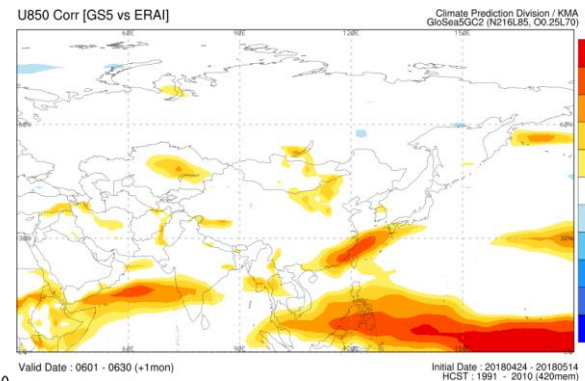 U850 Corr [GS5 vs ERAI]
Climate Prediction Division / KMA
GloSea5GC2 (N216L85, O0.25L70)
60E
90E
120E
150E
30N
Valid Date : 0601 - 0630 (+1mon)
Initial Date : 20180424 - 20180514
HCST : 1991 - 2010 (420mem)